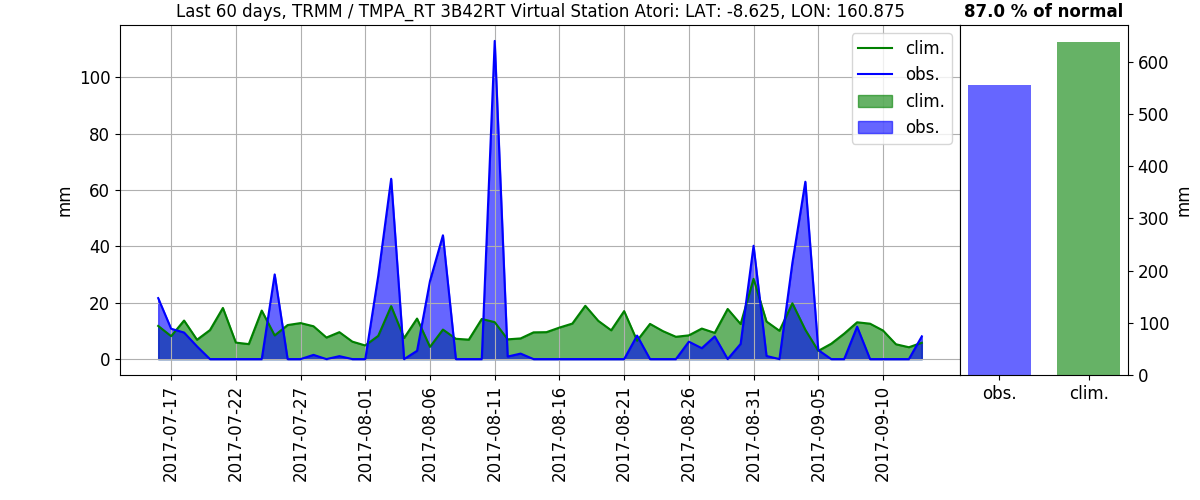 Last 60 days, TRMM / TMPA_RT 3B42RT Virtual Station Atori: LAT: -8.625, LON: 160.875
87.0 % of normal
clim.
obs.
clim.
obs.
mm
100
80
60
40
20
0
2017-07-17
2017-07-22
2017-07-27
2017-08-01
2017-08-06
2017-08-11
2017-08-16
2017-08-21
2017-08-26
2017-08-31
2017-09-05
2017-09-10
600
500
400
300
200
100
0
mm
obs.
clim.